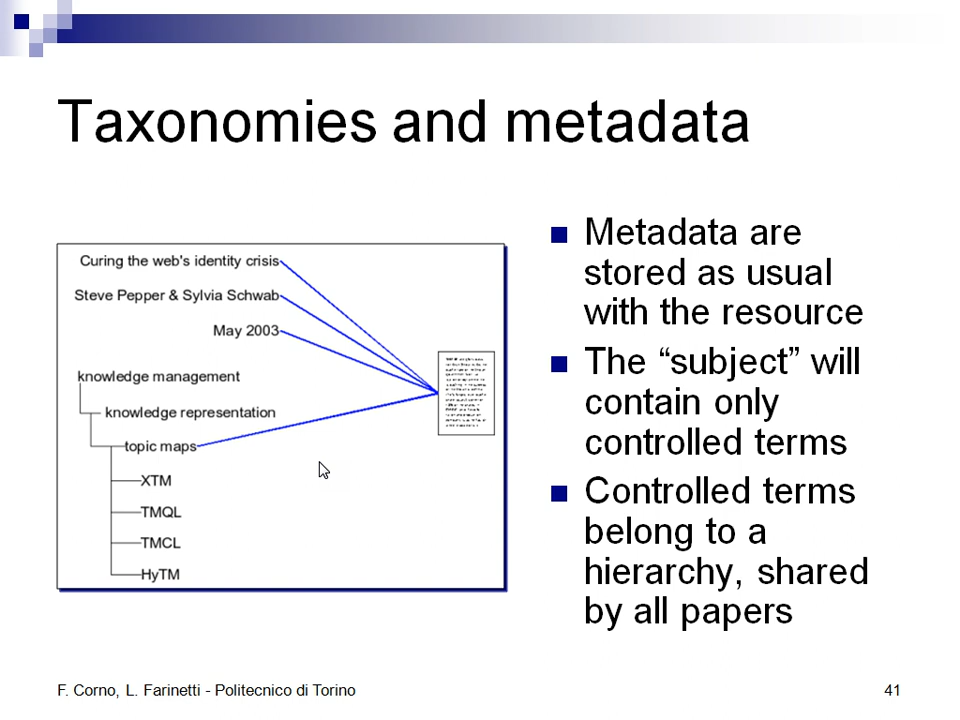 Taxonomies and metadata
Curing the web's identity crisis
Steve Pepper & Sylvia Schwab
May 2003
knowledge management
knowledge representation
topic maps
XTM
TMQL
TMCL
HyTM
Metadata are
stored as usual
with the resource
The “subject” will
contain only
controlled terms
Controlled terms
belong to a
hierarchy, shared
by all papers
F. Corno, L. Farinetti - Politecnico di Torino
41